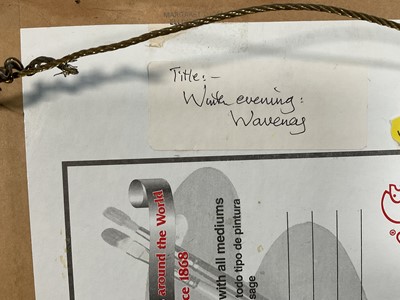 Title:-
Winter evening:
Waveney
around the World
ce 1868
with all mediums
todo tipo de pintura
sage